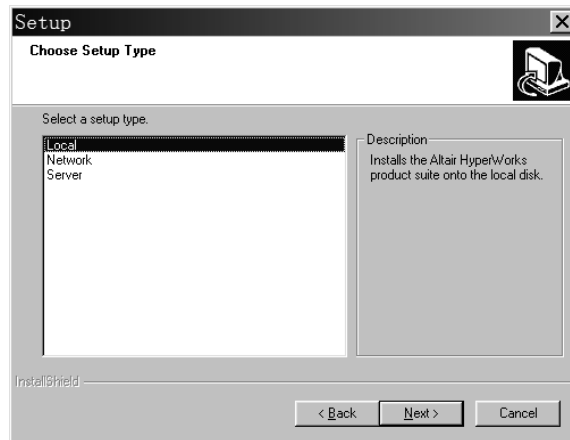 Setup
Choose Setup Type
Select a setup type.
Local
Network
Server
Description
Installs the Altair HyperWorks
product suite onto the local disk.
InstallShield
< Back
Next >
Cancel